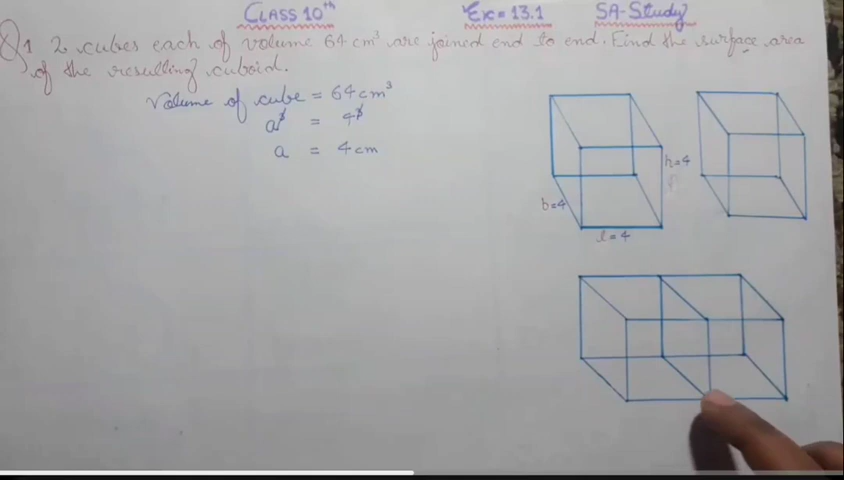 CLASS 10th Ex= 13.1 SA-Study
Q1 2 cubes each of volume 64 cm³ are joined end to end. Find the surface area
of the resulting cuboid.
Volume of cube = 64 cm³
a³ = 4³
a = 4 cm
h=4
b=4
l=4